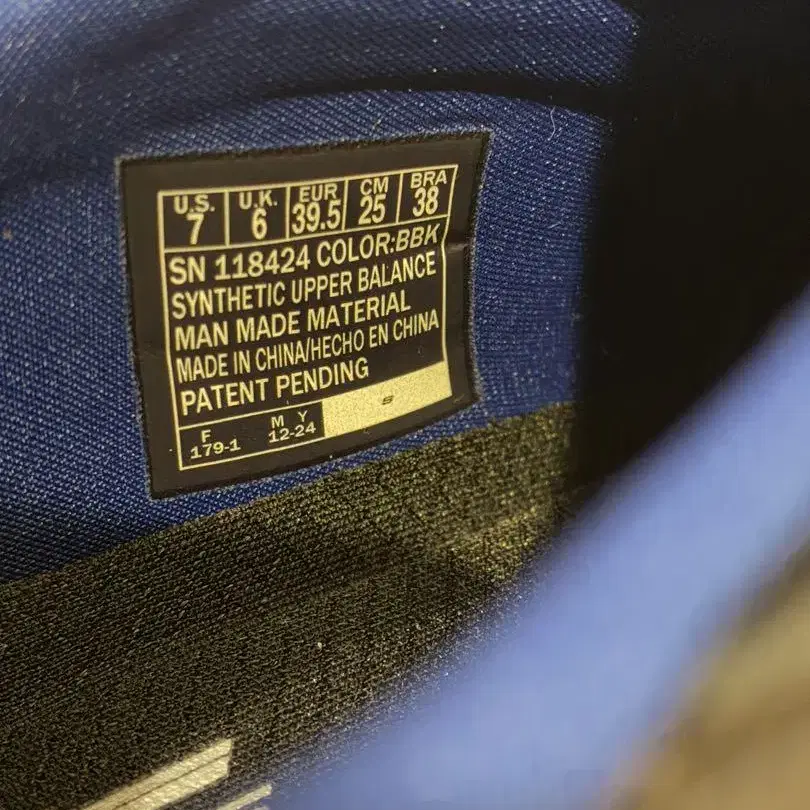 U.S. U.K. EUR CM BRA
7 6 39.5 25 38
SN 118424 COLOR:BBK
SYNTHETIC UPPER BALANCE
MAN MADE MATERIAL
MADE IN CHINA/HECHO EN CHINA
PATENT PENDING
F M Y S
179-1 12-24